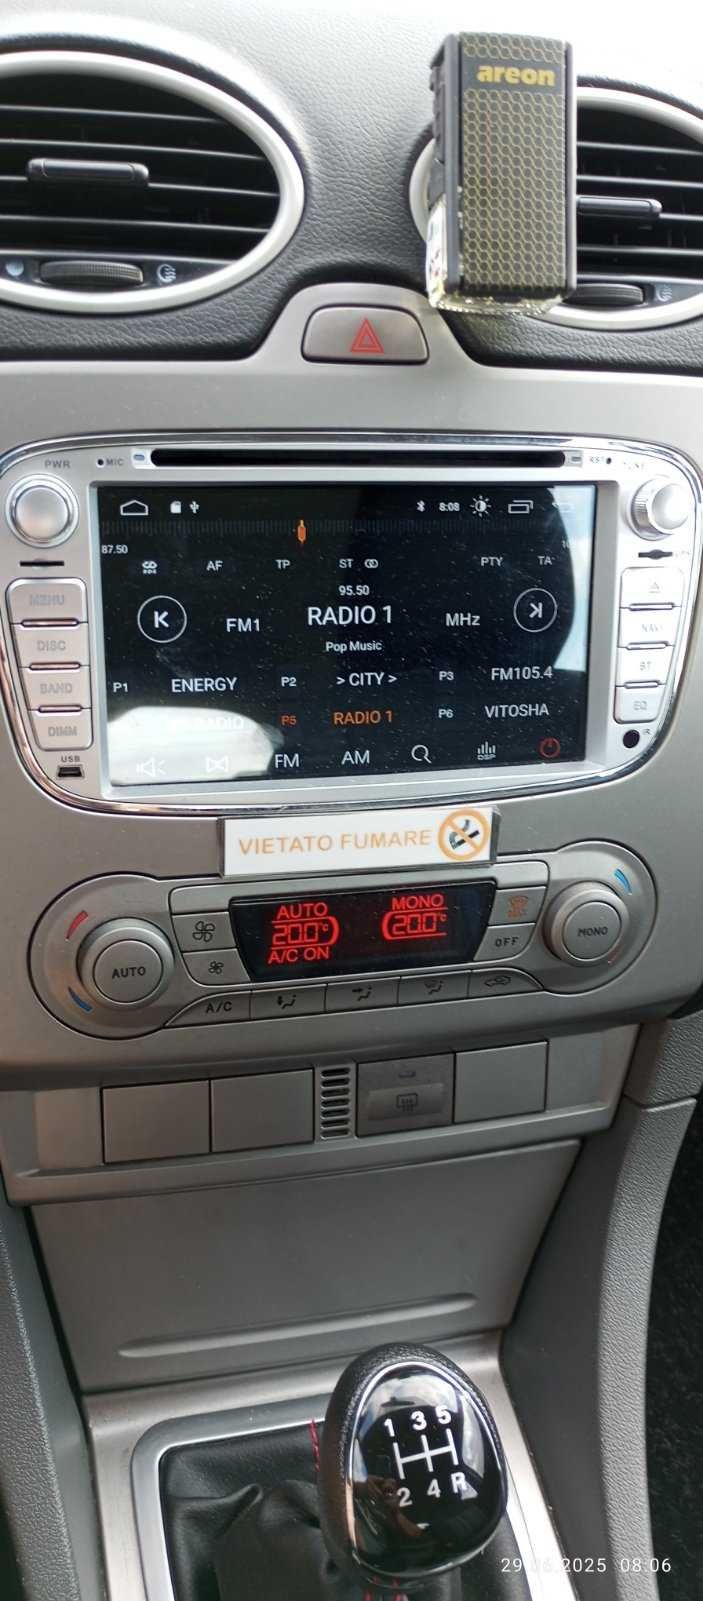 areon
PWR
MIC
RST
8:08
87.50
AF
TP
ST
PTY
TA
95.50
FM1
RADIO 1
MHz
Pop Music
P1
ENERGY
P2
> CITY >
P3
FM105.4
RADIO
P5
RADIO 1
P6
VITOSHA
FM
AM
DSP
MENU
DISC
BAND
DIMM
USB
NAVI
BT
EQ
IR
VIETATO FUMARE
AUTO
MONO
20.0°C
20.0°C
A/C ON
AUTO
OFF
MONO
A/C
1 3 5
2 4 R
29.06.2025 08:06